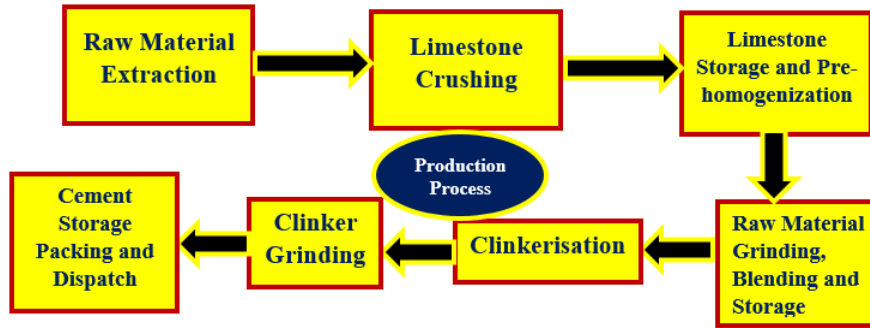 Raw Material
Extraction
Limestone
Crushing
Limestone
Storage and Pre-
homogenization
Production
Process
Raw Material
Grinding,
Blending and
Storage
Clinkerisation
Clinker
Grinding
Cement
Storage
Packing and
Dispatch